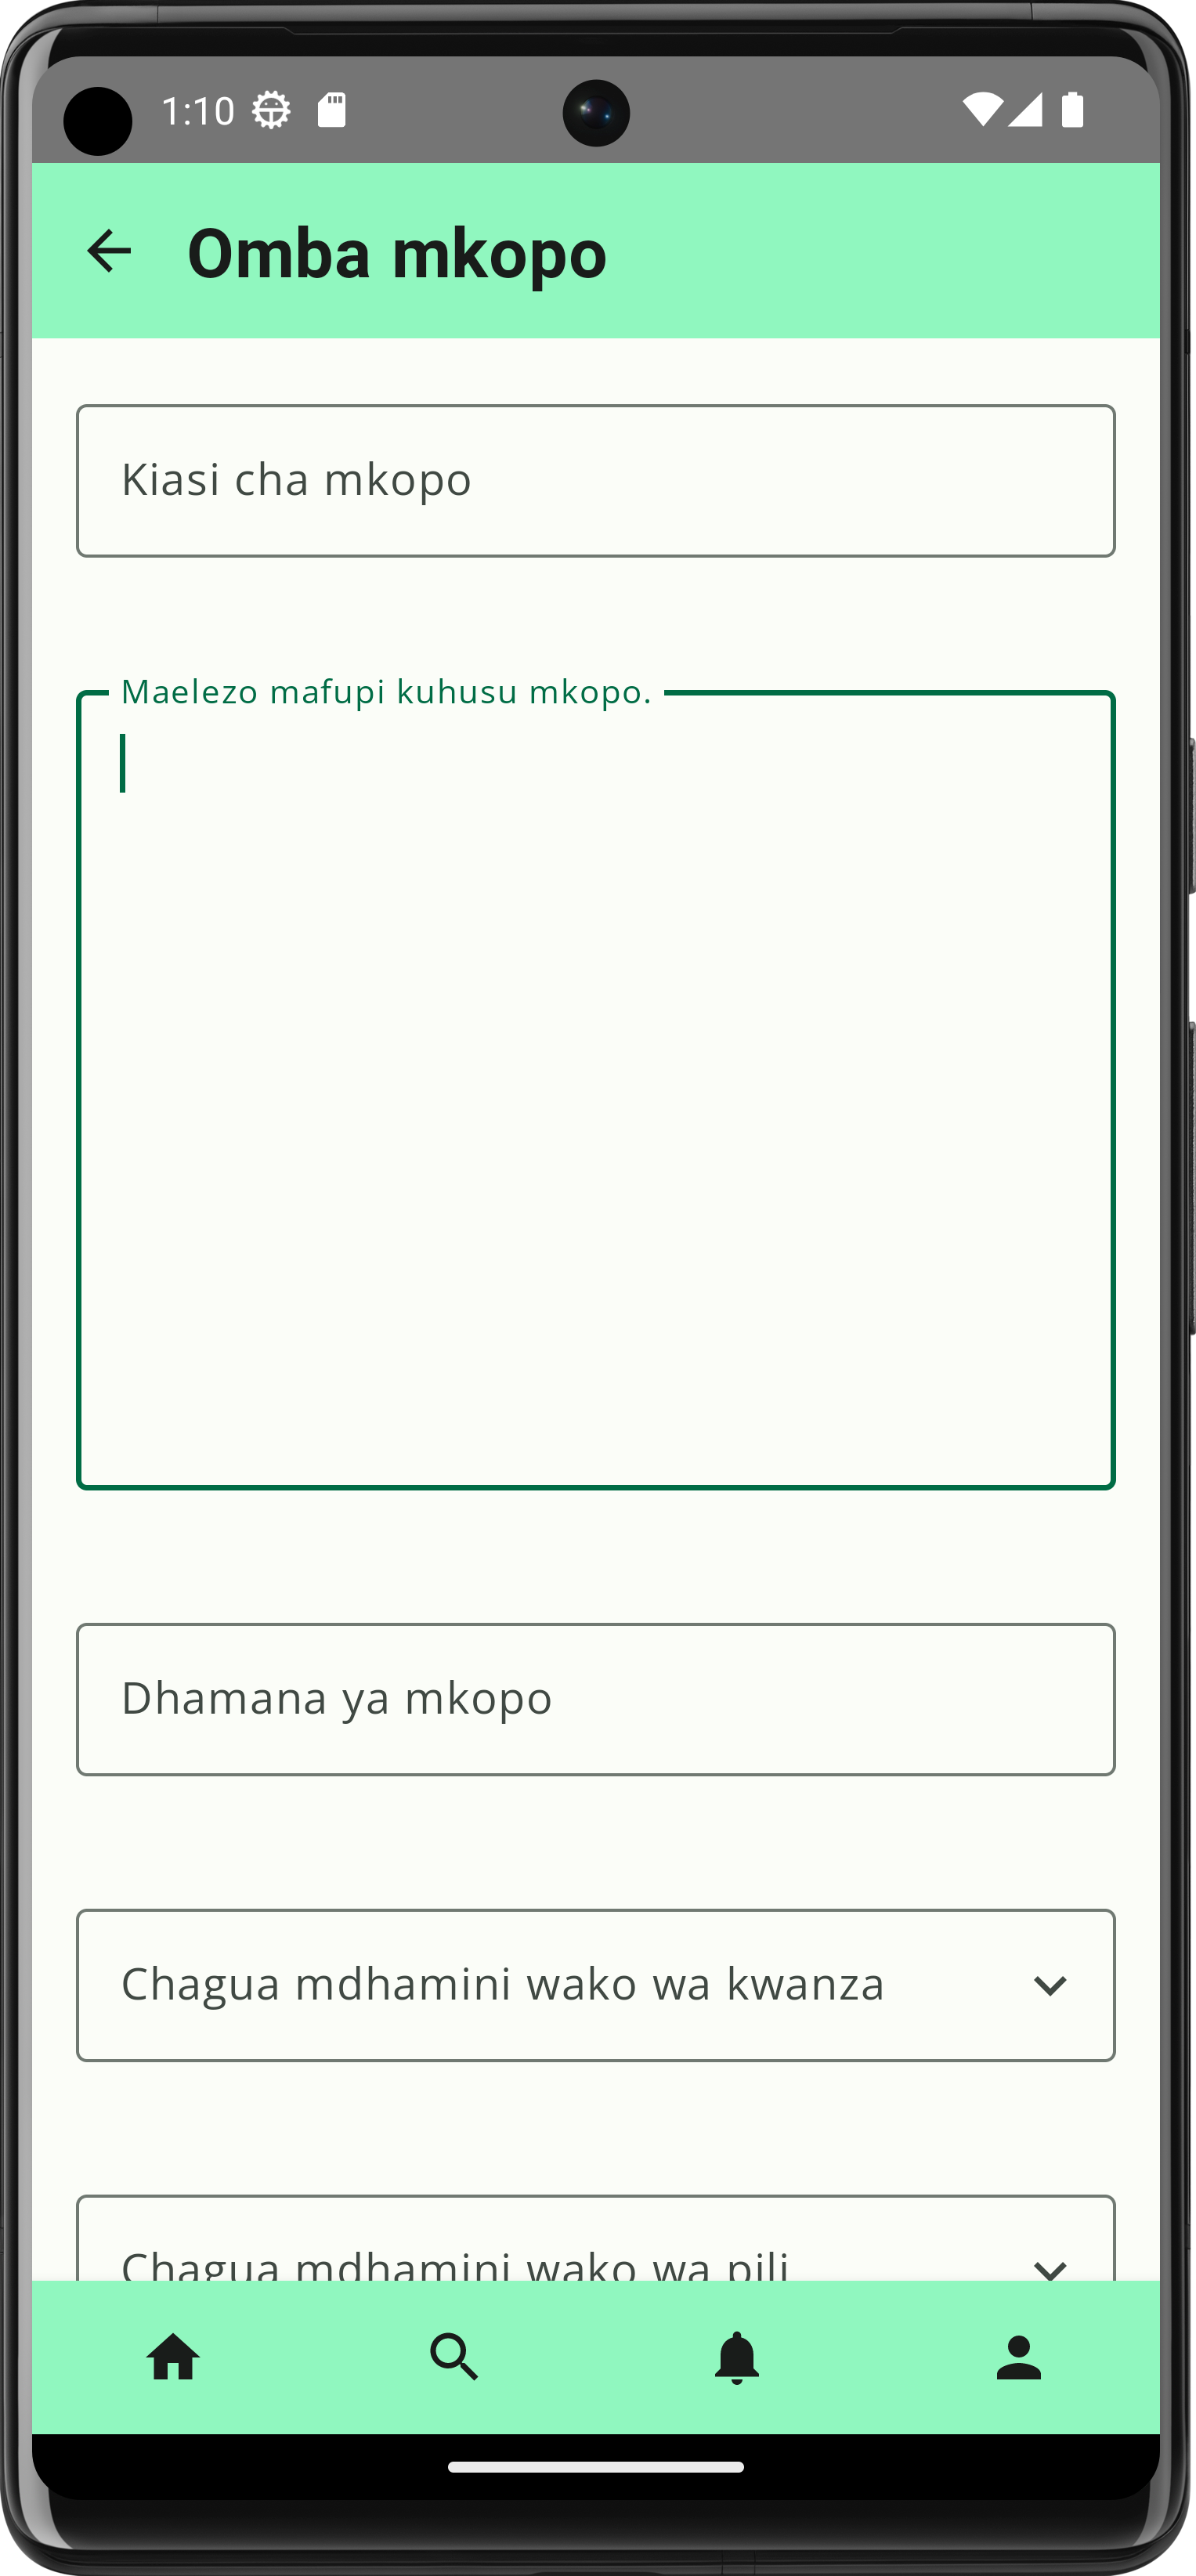 1:10
Omba mkopo
Kiasi cha mkopo
Maelezo mafupi kuhusu mkopo.
Dhamana ya mkopo
Chagua mdhamini wako wa kwanza
Chagua mdhamini wako wa pili